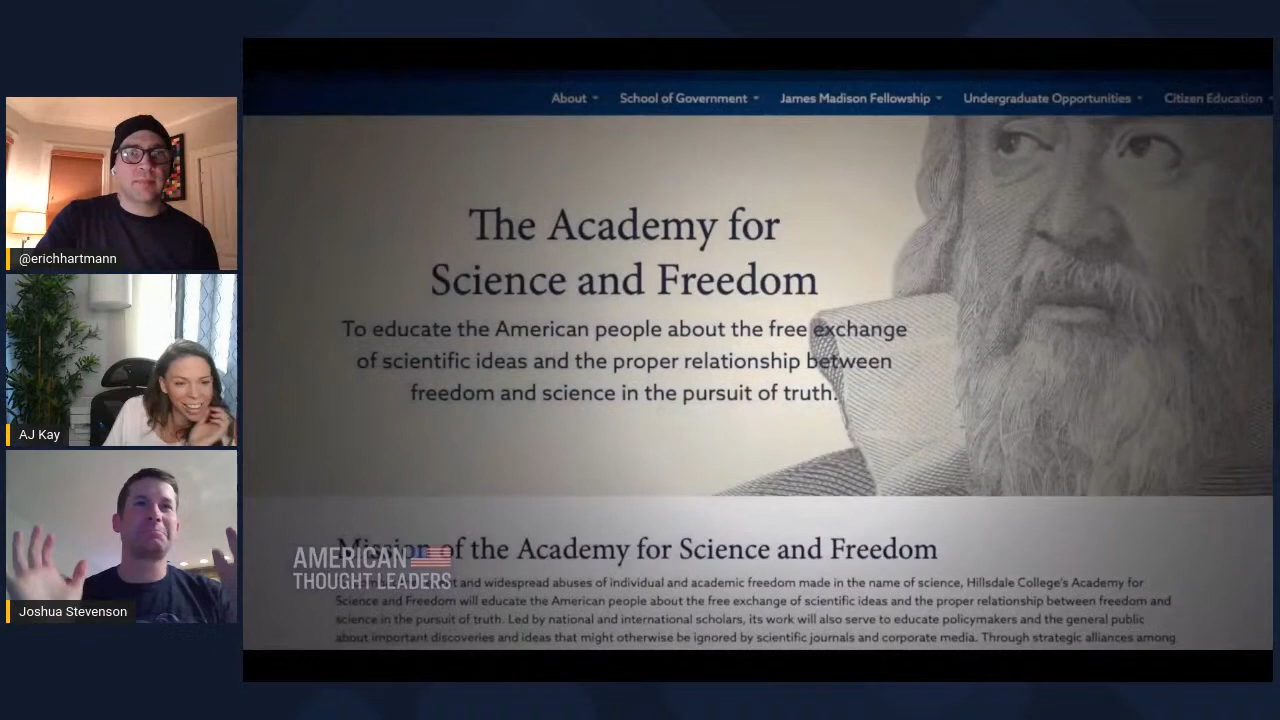 About
School of Government
James Madison Fellowship
Undergraduate Opportunities
Citizen Education
The Academy for
Science and Freedom
To educate the American people about the free exchange
of scientific ideas and the proper relationship between
freedom and science in the pursuit of truth.
Mission of the Academy for Science and Freedom
and widespread abuses of individual and academic freedom made in the name of science, Hillsdale College's Academy for
Science and Freedom will educate the American people about the free exchange of scientific ideas and the proper relationship between freedom and
science in the pursuit of truth. Led by national and international scholars, its work will also serve to educate policymakers and the general public
about important discoveries and ideas that might otherwise be ignored by scientific journals and corporate media. Through strategic alliances among
AMERICAN
THOUGHT LEADERS
@erichhartmann
AJ Kay
Joshua Stevenson